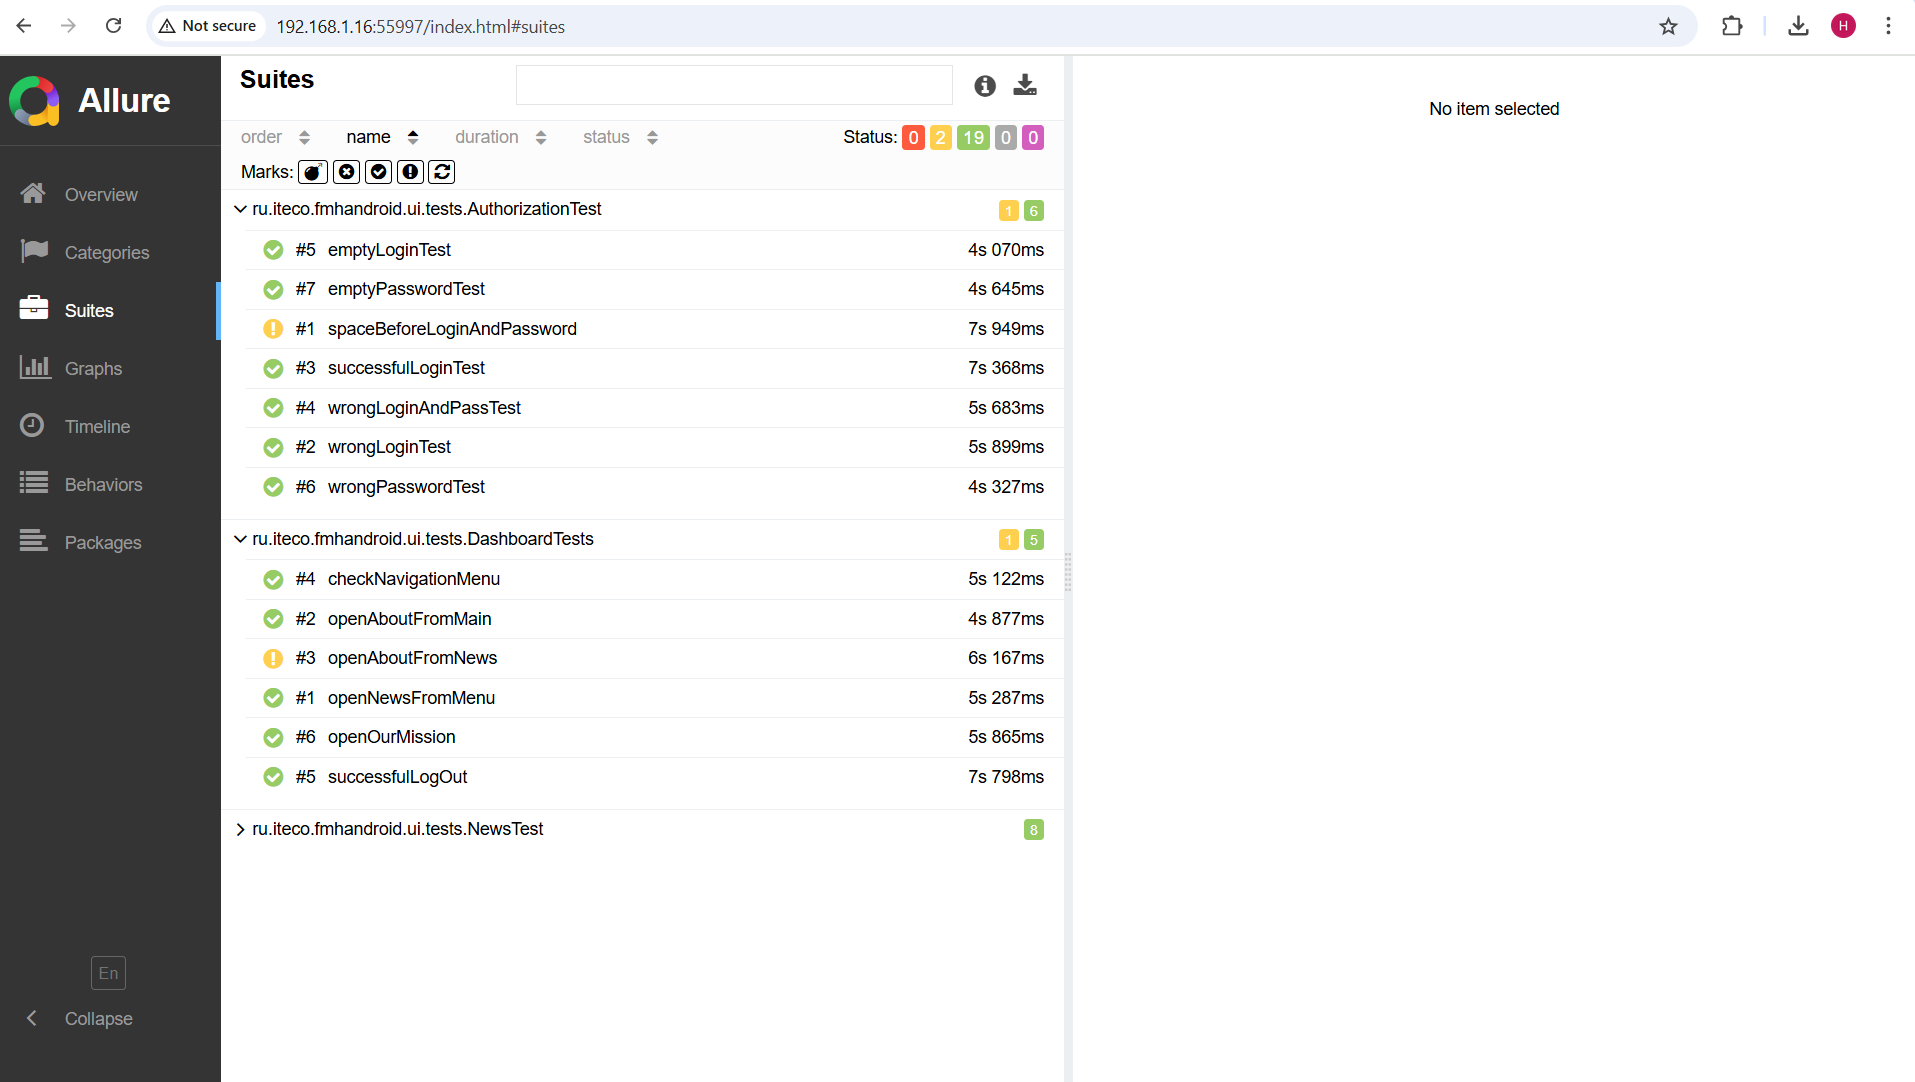 Not secure 192.168.1.16:55997/index.html#suites H
Allure
Overview
Categories
Suites
Graphs
Timeline
Behaviors
Packages
En
Collapse
Suites
order name duration status Status: 0 2 19 0 0
Marks:
ru.iteco.fmhandroid.ui.tests.AuthorizationTest 1 6
#5 emptyLoginTest 4s 070ms
#7 emptyPasswordTest 4s 645ms
#1 spaceBeforeLoginAndPassword 7s 949ms
#3 successfulLoginTest 7s 368ms
#4 wrongLoginAndPassTest 5s 683ms
#2 wrongLoginTest 5s 899ms
#6 wrongPasswordTest 4s 327ms
ru.iteco.fmhandroid.ui.tests.DashboardTests 1 5
#4 checkNavigationMenu 5s 122ms
#2 openAboutFromMain 4s 877ms
#3 openAboutFromNews 6s 167ms
#1 openNewsFromMenu 5s 287ms
#6 openOurMission 5s 865ms
#5 successfulLogOut 7s 798ms
ru.iteco.fmhandroid.ui.tests.NewsTest 8
No item selected